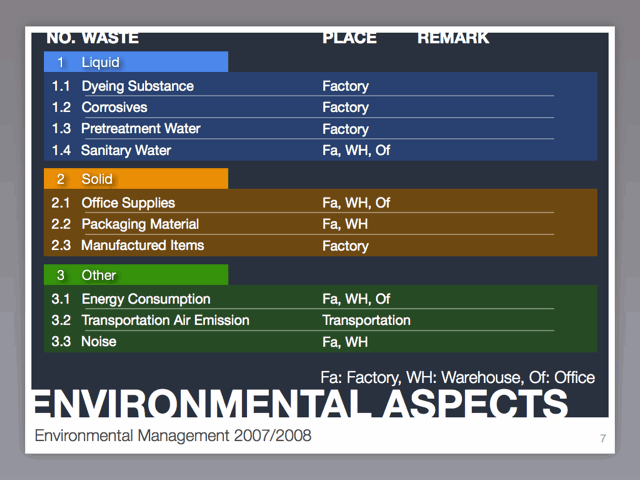 NO. WASTE PLACE REMARK
1 Liquid
1.1 Dyeing Substance Factory
1.2 Corrosives Factory
1.3 Pretreatment Water Factory
1.4 Sanitary Water Fa, WH, Of
2 Solid
2.1 Office Supplies Fa, WH, Of
2.2 Packaging Material Fa, WH
2.3 Manufactured Items Factory
3 Other
3.1 Energy Consumption Fa, WH, Of
3.2 Transportation Air Emission Transportation
3.3 Noise Fa, WH
Fa: Factory, WH: Warehouse, Of: Office
ENVIRONMENTAL ASPECTS
Environmental Management 2007/2008
7